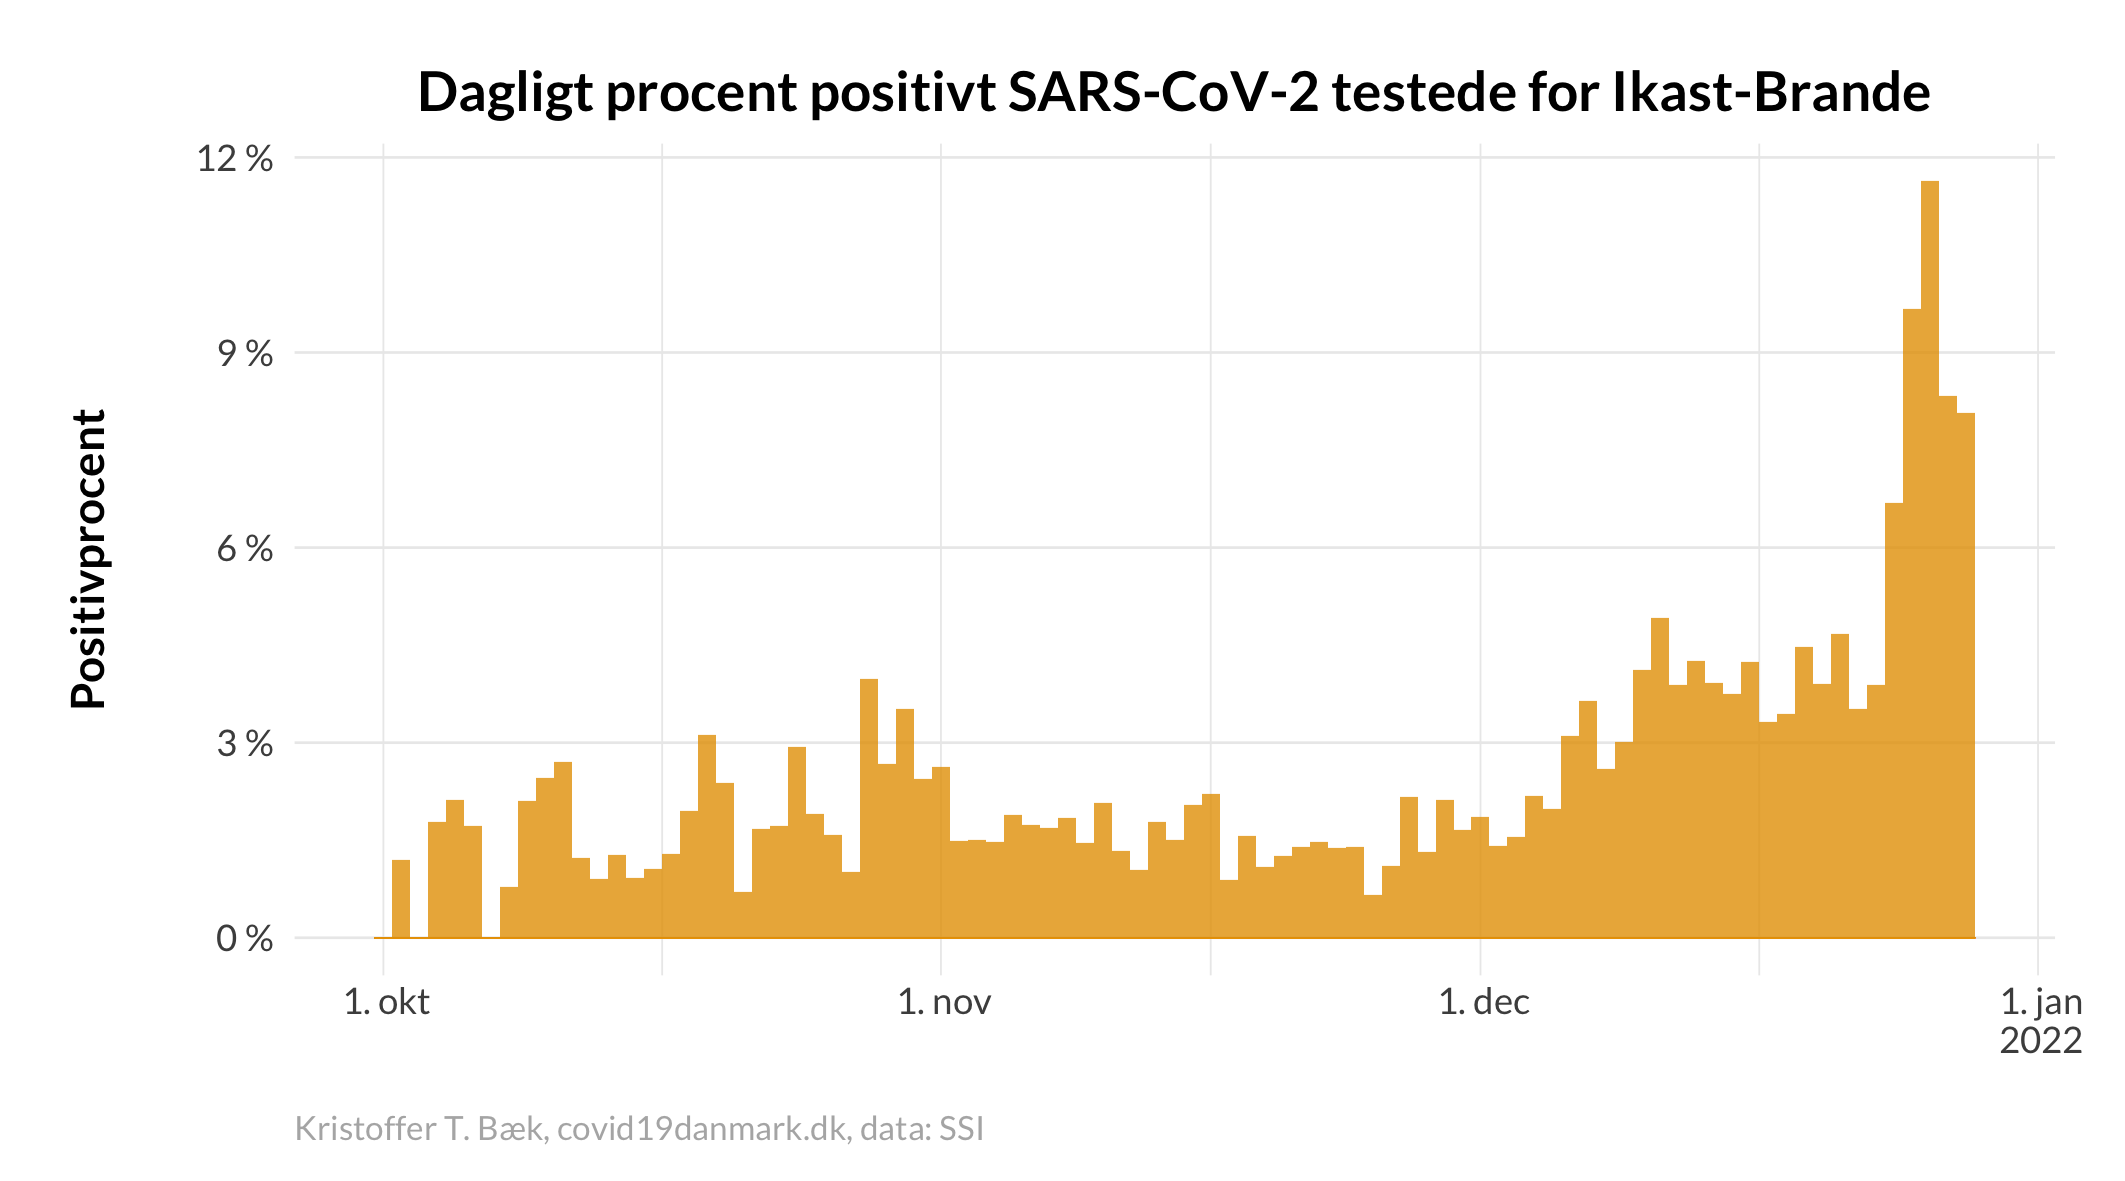 Dagligt procent positivt SARS-CoV-2 testede for Ikast-Brande
12 %
9 %
6 %
3 %
0 %
Positivprocent
1. okt
1. nov
1. dec
1. jan
2022
Kristoffer T. Bæk, covid19danmark.dk, data: SSI